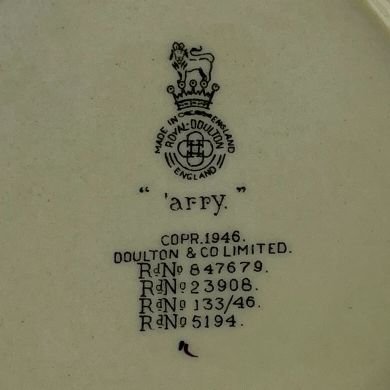 MADE IN ENGLAND
ROYAL·DOULTON
ENGLAND
" 'arry. "
COPR.1946.
DOULTON & CO LIMITED.
RdNo 847679.
RdNo 23908.
RdNo 133/46.
RdNo 5194.